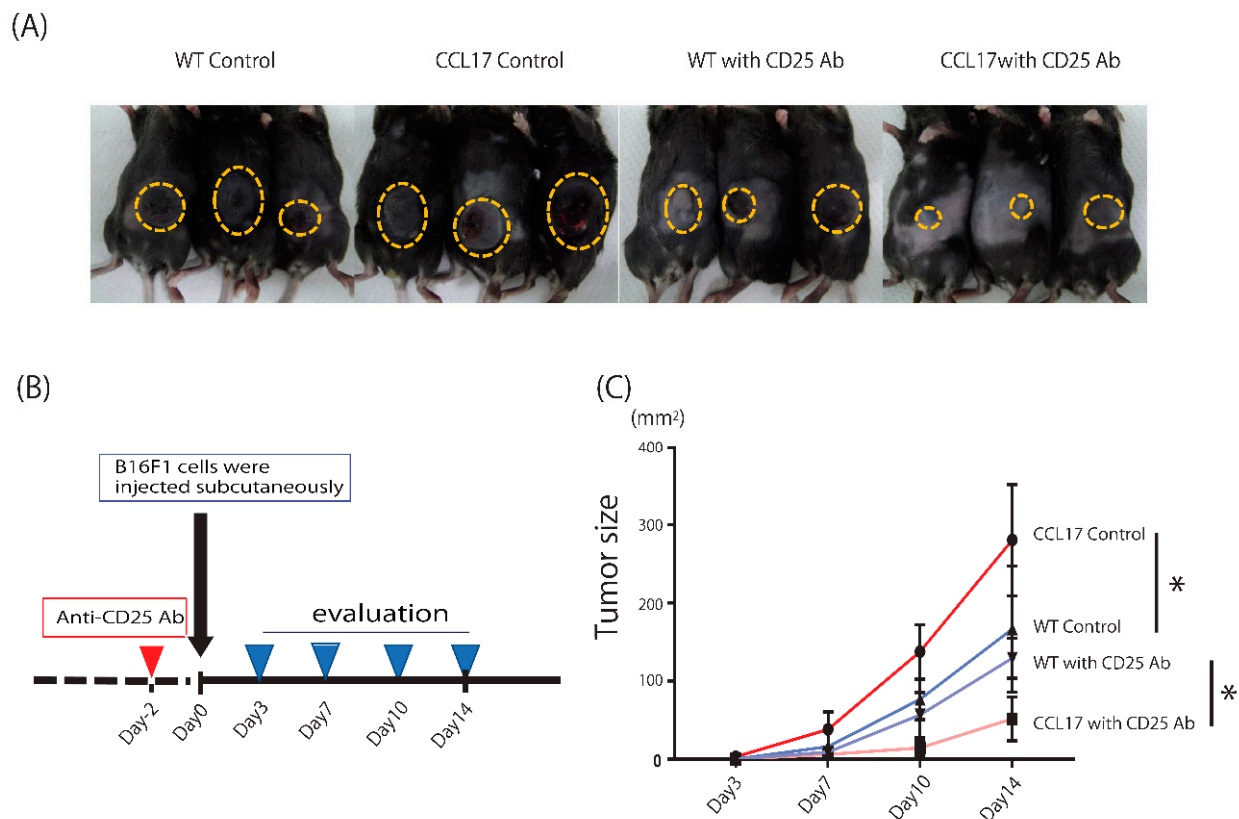 (A)
WT Control
CCL17 Control
WT with CD25 Ab
CCL17with CD25 Ab
(B)
B16F1 cells were
injected subcutaneously
Anti-CD25 Ab
evaluation
Day-2
Day0
Day3
Day7
Day10
Day14
(C)
(mm²)
Tumor size
400
300
200
100
0
Day3
Day7
Day10
Day14
CCL17 Control
WT Control
WT with CD25 Ab
CCL17 with CD25 Ab
*
*